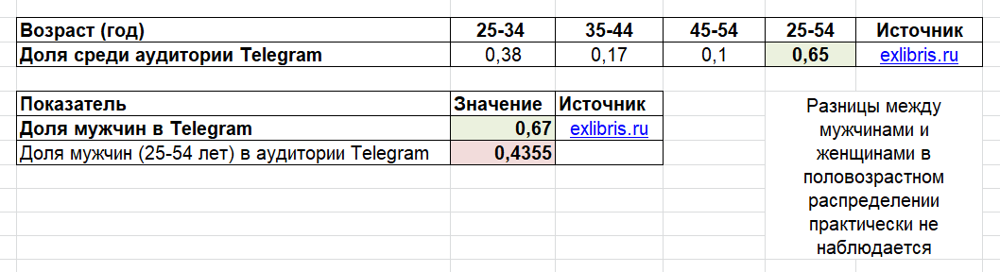 Возраст (год) 25-34 35-44 45-54 25-54 Источник
Доля среди аудитории Telegram 0,38 0,17 0,1 0,65 exlibris.ru
Показатель Значение Источник
Доля мужчин в Telegram 0,67 exlibris.ru
Доля мужчин (25-54 лет) в аудитории Telegram 0,4355
Разницы между
мужчинами и
женщинами в
половозрастном
распределении
практически не
наблюдается